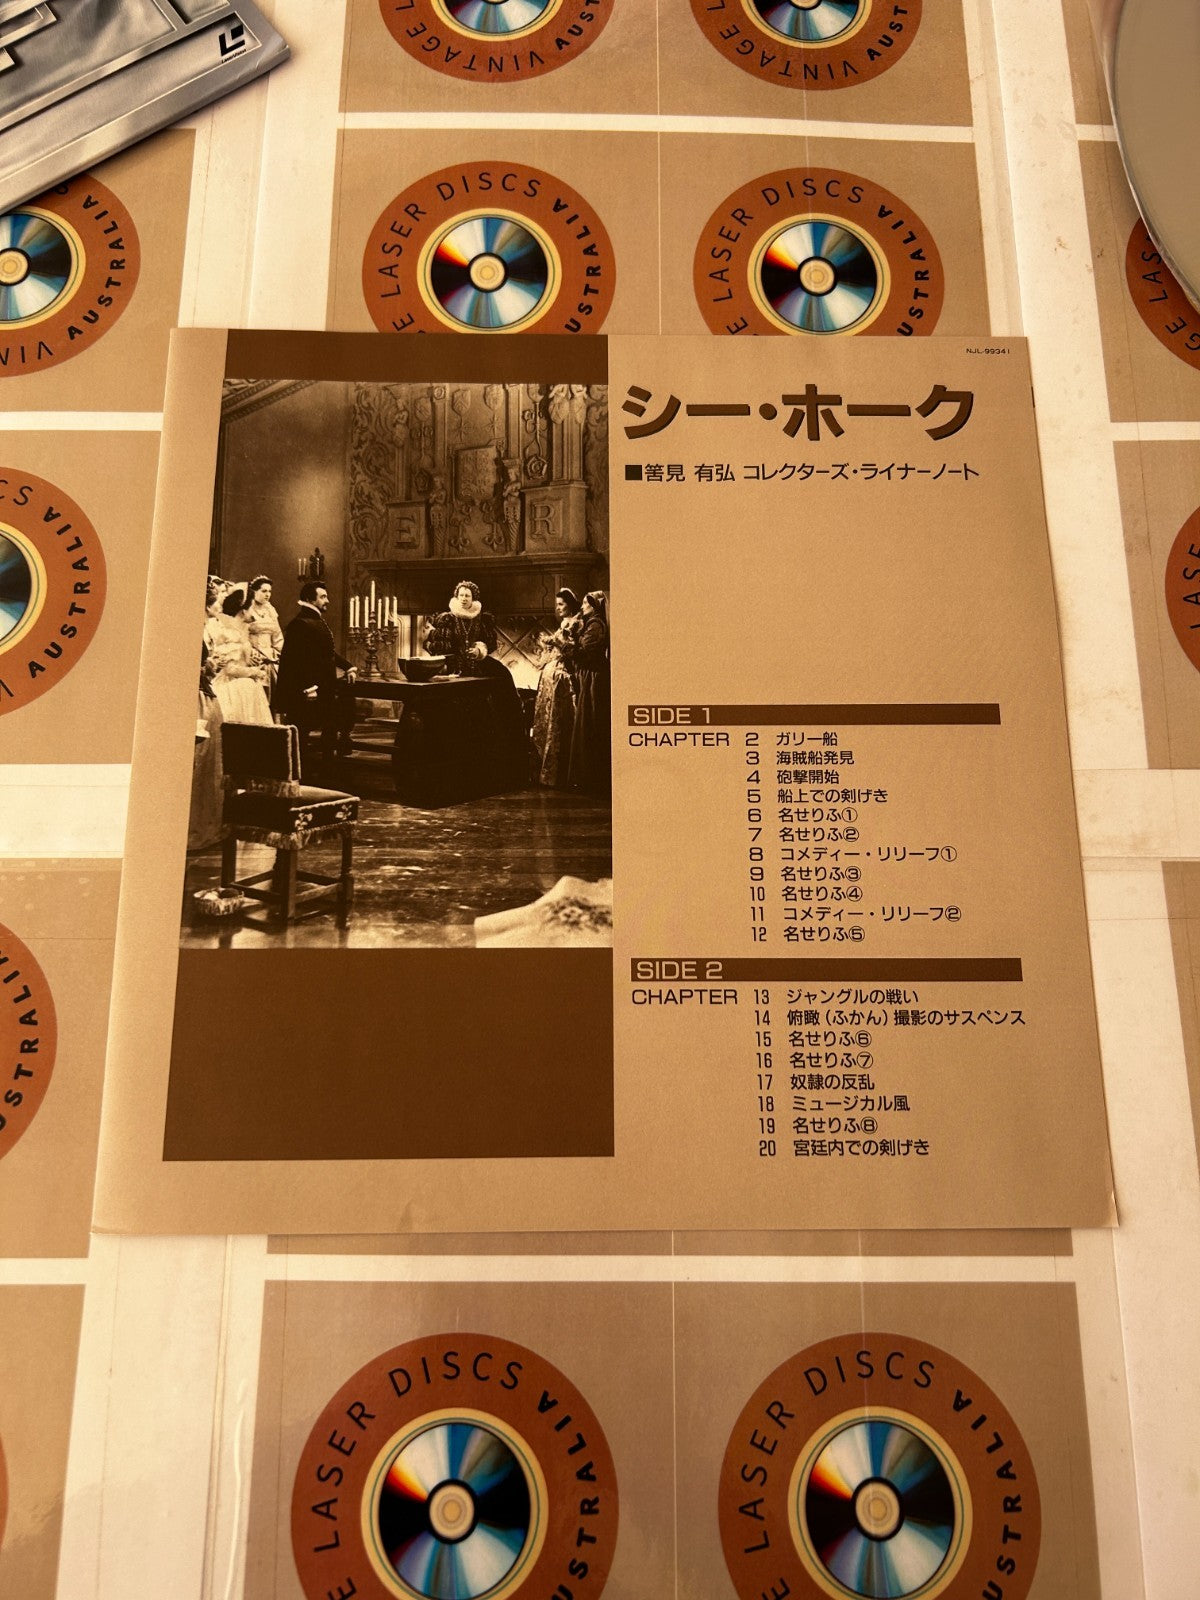 LaserDisc
VINTAGE LASER DISCS AUSTRALIA
NJL-99341
シー・ホーク
■筈見 有弘 コレクターズ・ライナーノート
E R
SIDE 1
CHAPTER 2 ガリー船
3 海賊船発見
4 砲撃開始
5 船上での剣げき
6 名せりふ①
7 名せりふ②
8 コメディー・リリーフ①
9 名せりふ③
10 名せりふ④
11 コメディー・リリーフ②
12 名せりふ⑤
SIDE 2
CHAPTER 13 ジャングルの戦い
14 俯瞰(ふかん)撮影のサスペンス
15 名せりふ⑥
16 名せりふ⑦
17 奴隷の反乱
18 ミュージカル風
19 名せりふ⑧
20 宮廷内での剣げき
LASER DISCS AUSTRALIA
LASER DISCS AUSTRALIA